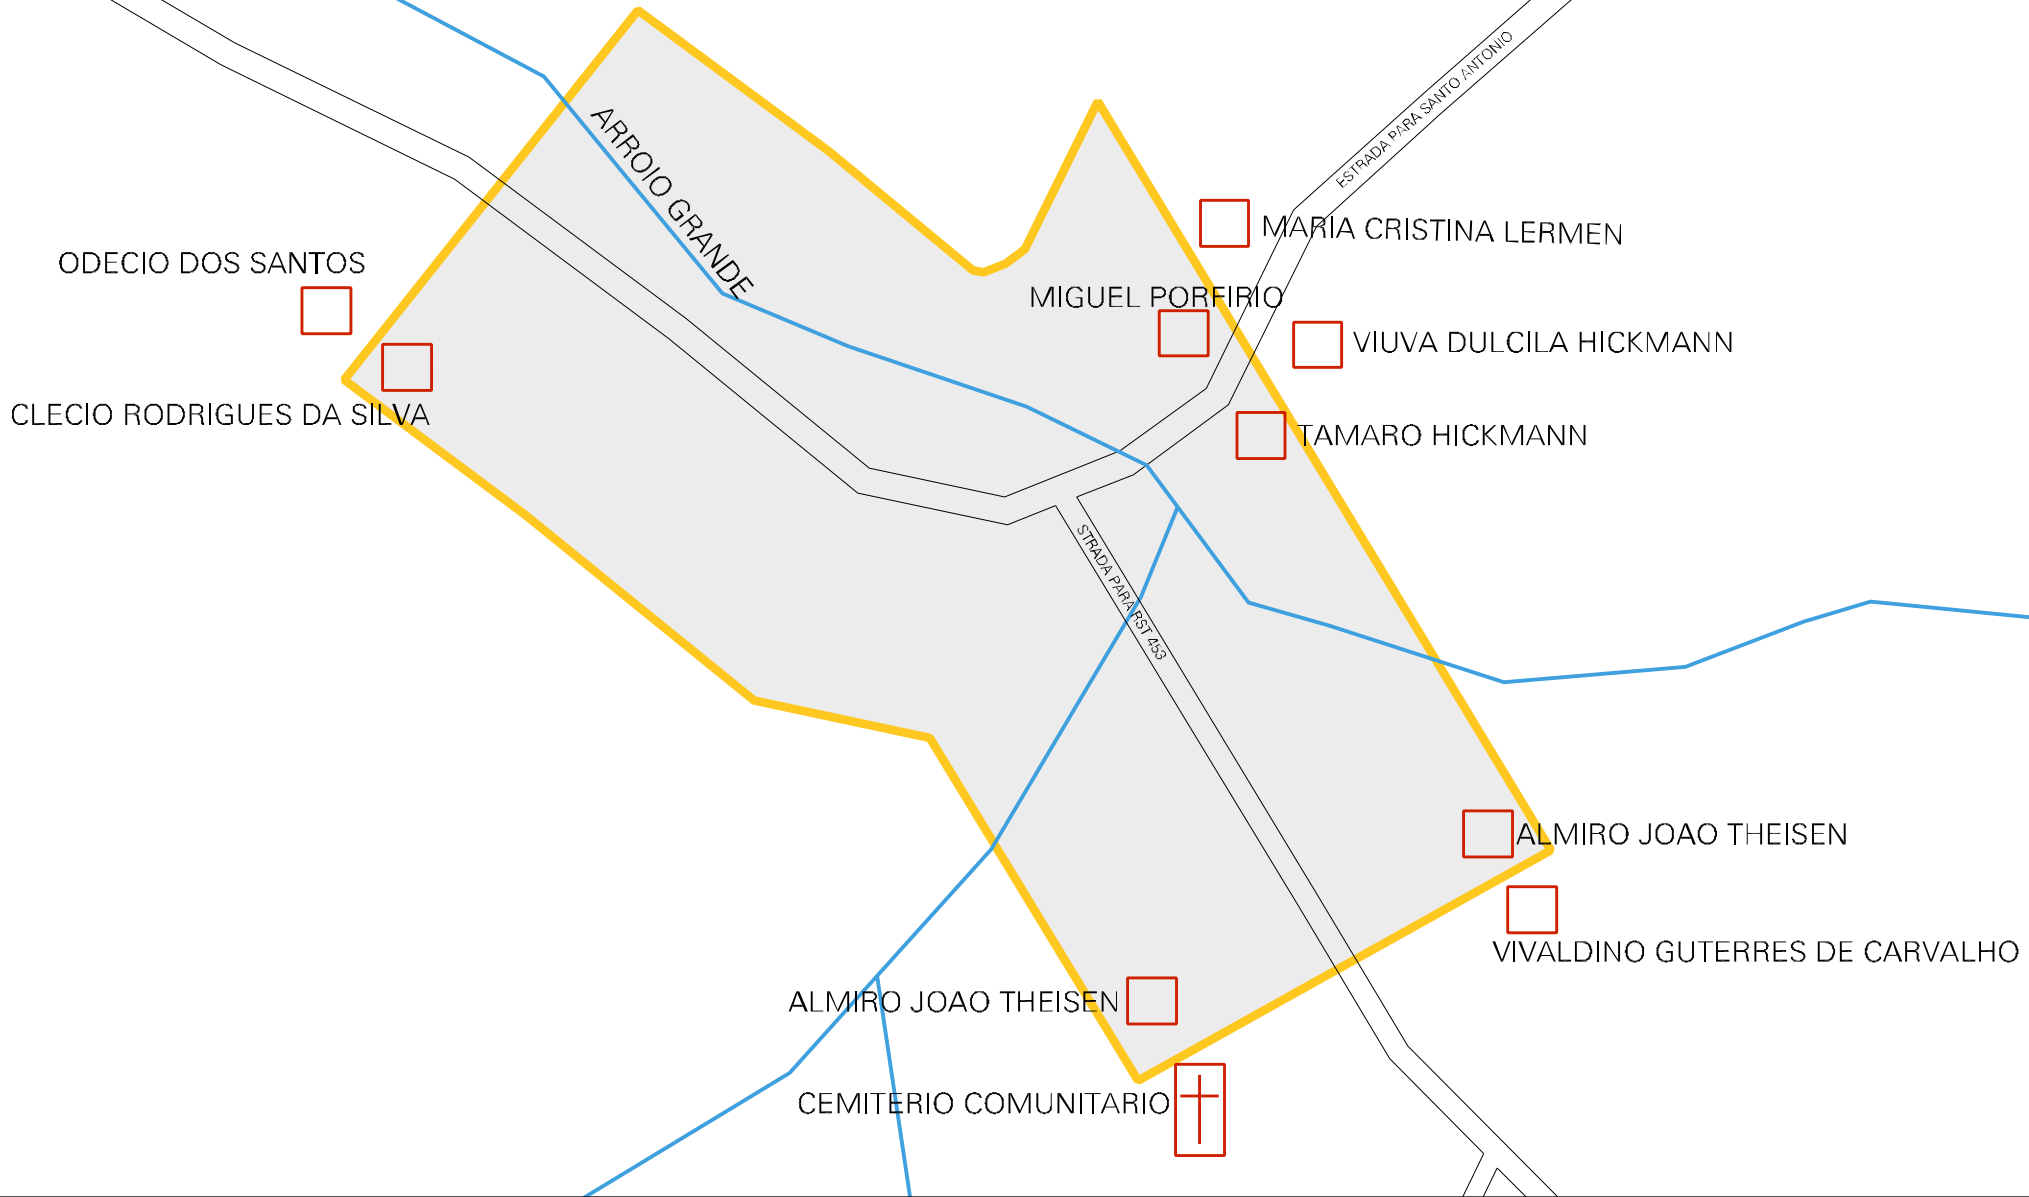 ESTRADA PARA SANTO ANTONIO
ARROIO GRANDE
MARIA CRISTINA LERMEN
ODECIO DOS SANTOS
MIGUEL PORFIRIO
VIUVA DULCILA HICKMANN
CLECIO RODRIGUES DA SILVA
TAMARO HICKMANN
STRADA PARA RST 453
ALMIRO JOAO THEISEN
VIVALDINO GUTERRES DE CARVALHO
ALMIRO JOAO THEISEN
CEMITERIO COMUNITARIO